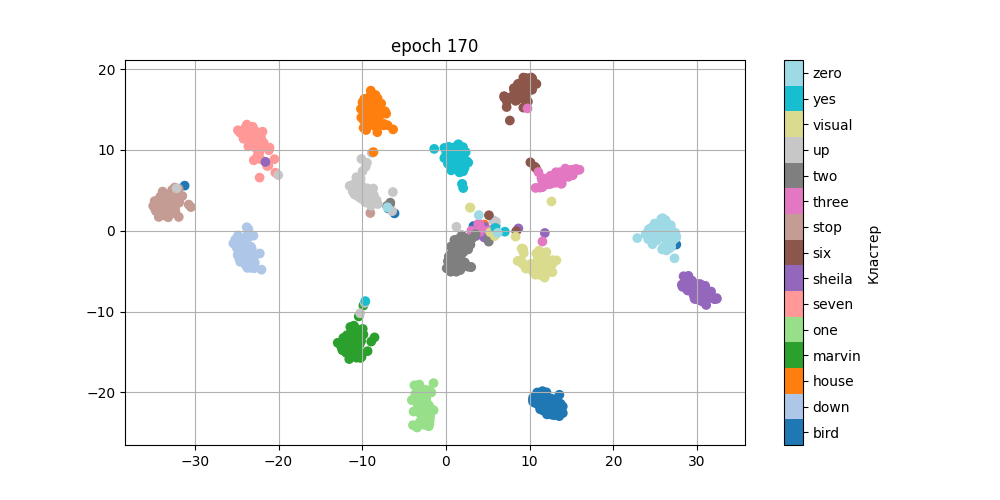 epoch 170
20
10
0
−10
−20
−30
−20
−10
0
10
20
30
zero
yes
visual
up
two
three
stop
six
sheila
seven
one
marvin
house
down
bird
Кластер